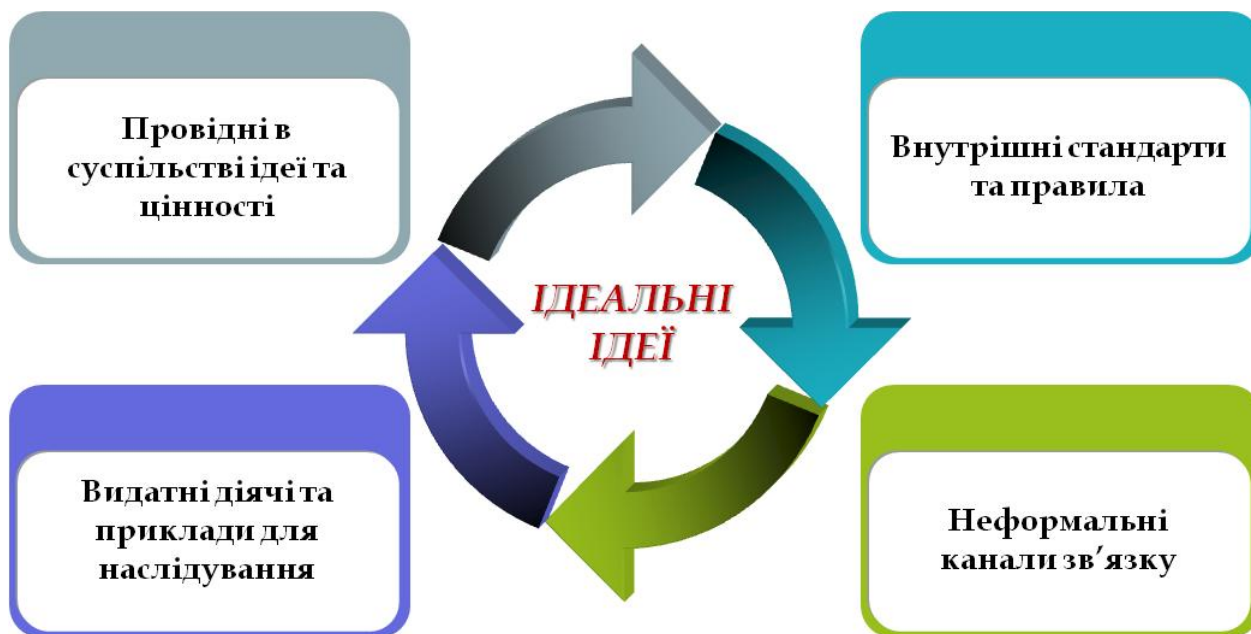 Провідні в
суспільстві ідеї та
цінності
Внутрішні стандарти
та правила
ІДЕАЛЬНІ
ІДЕЇ
Видатні діячі та
приклади для
наслідування
Неформальні
канали зв’язку